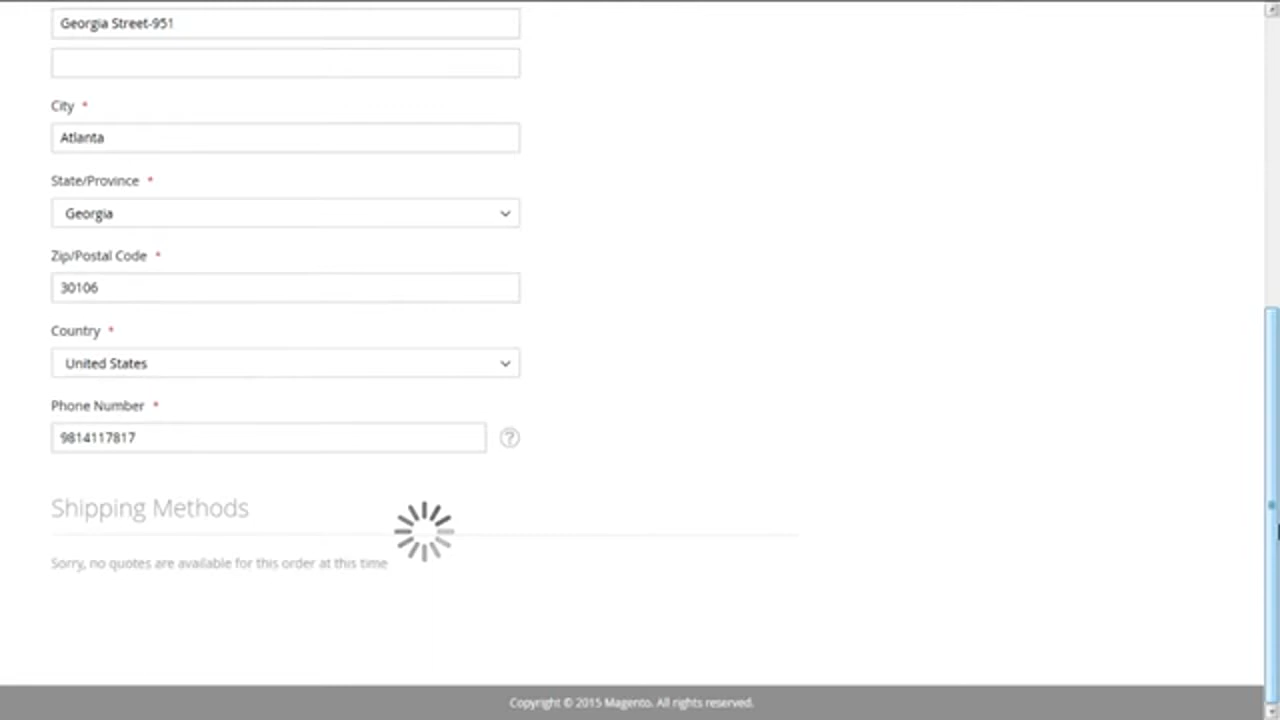 Georgia Street-951
City *
Atlanta
State/Province *
Georgia
Zip/Postal Code *
30106
Country *
United States
Phone Number *
9814117817
?
Shipping Methods
Sorry, no quotes are available for this order at this time
Copyright © 2015 Magento. All rights reserved.